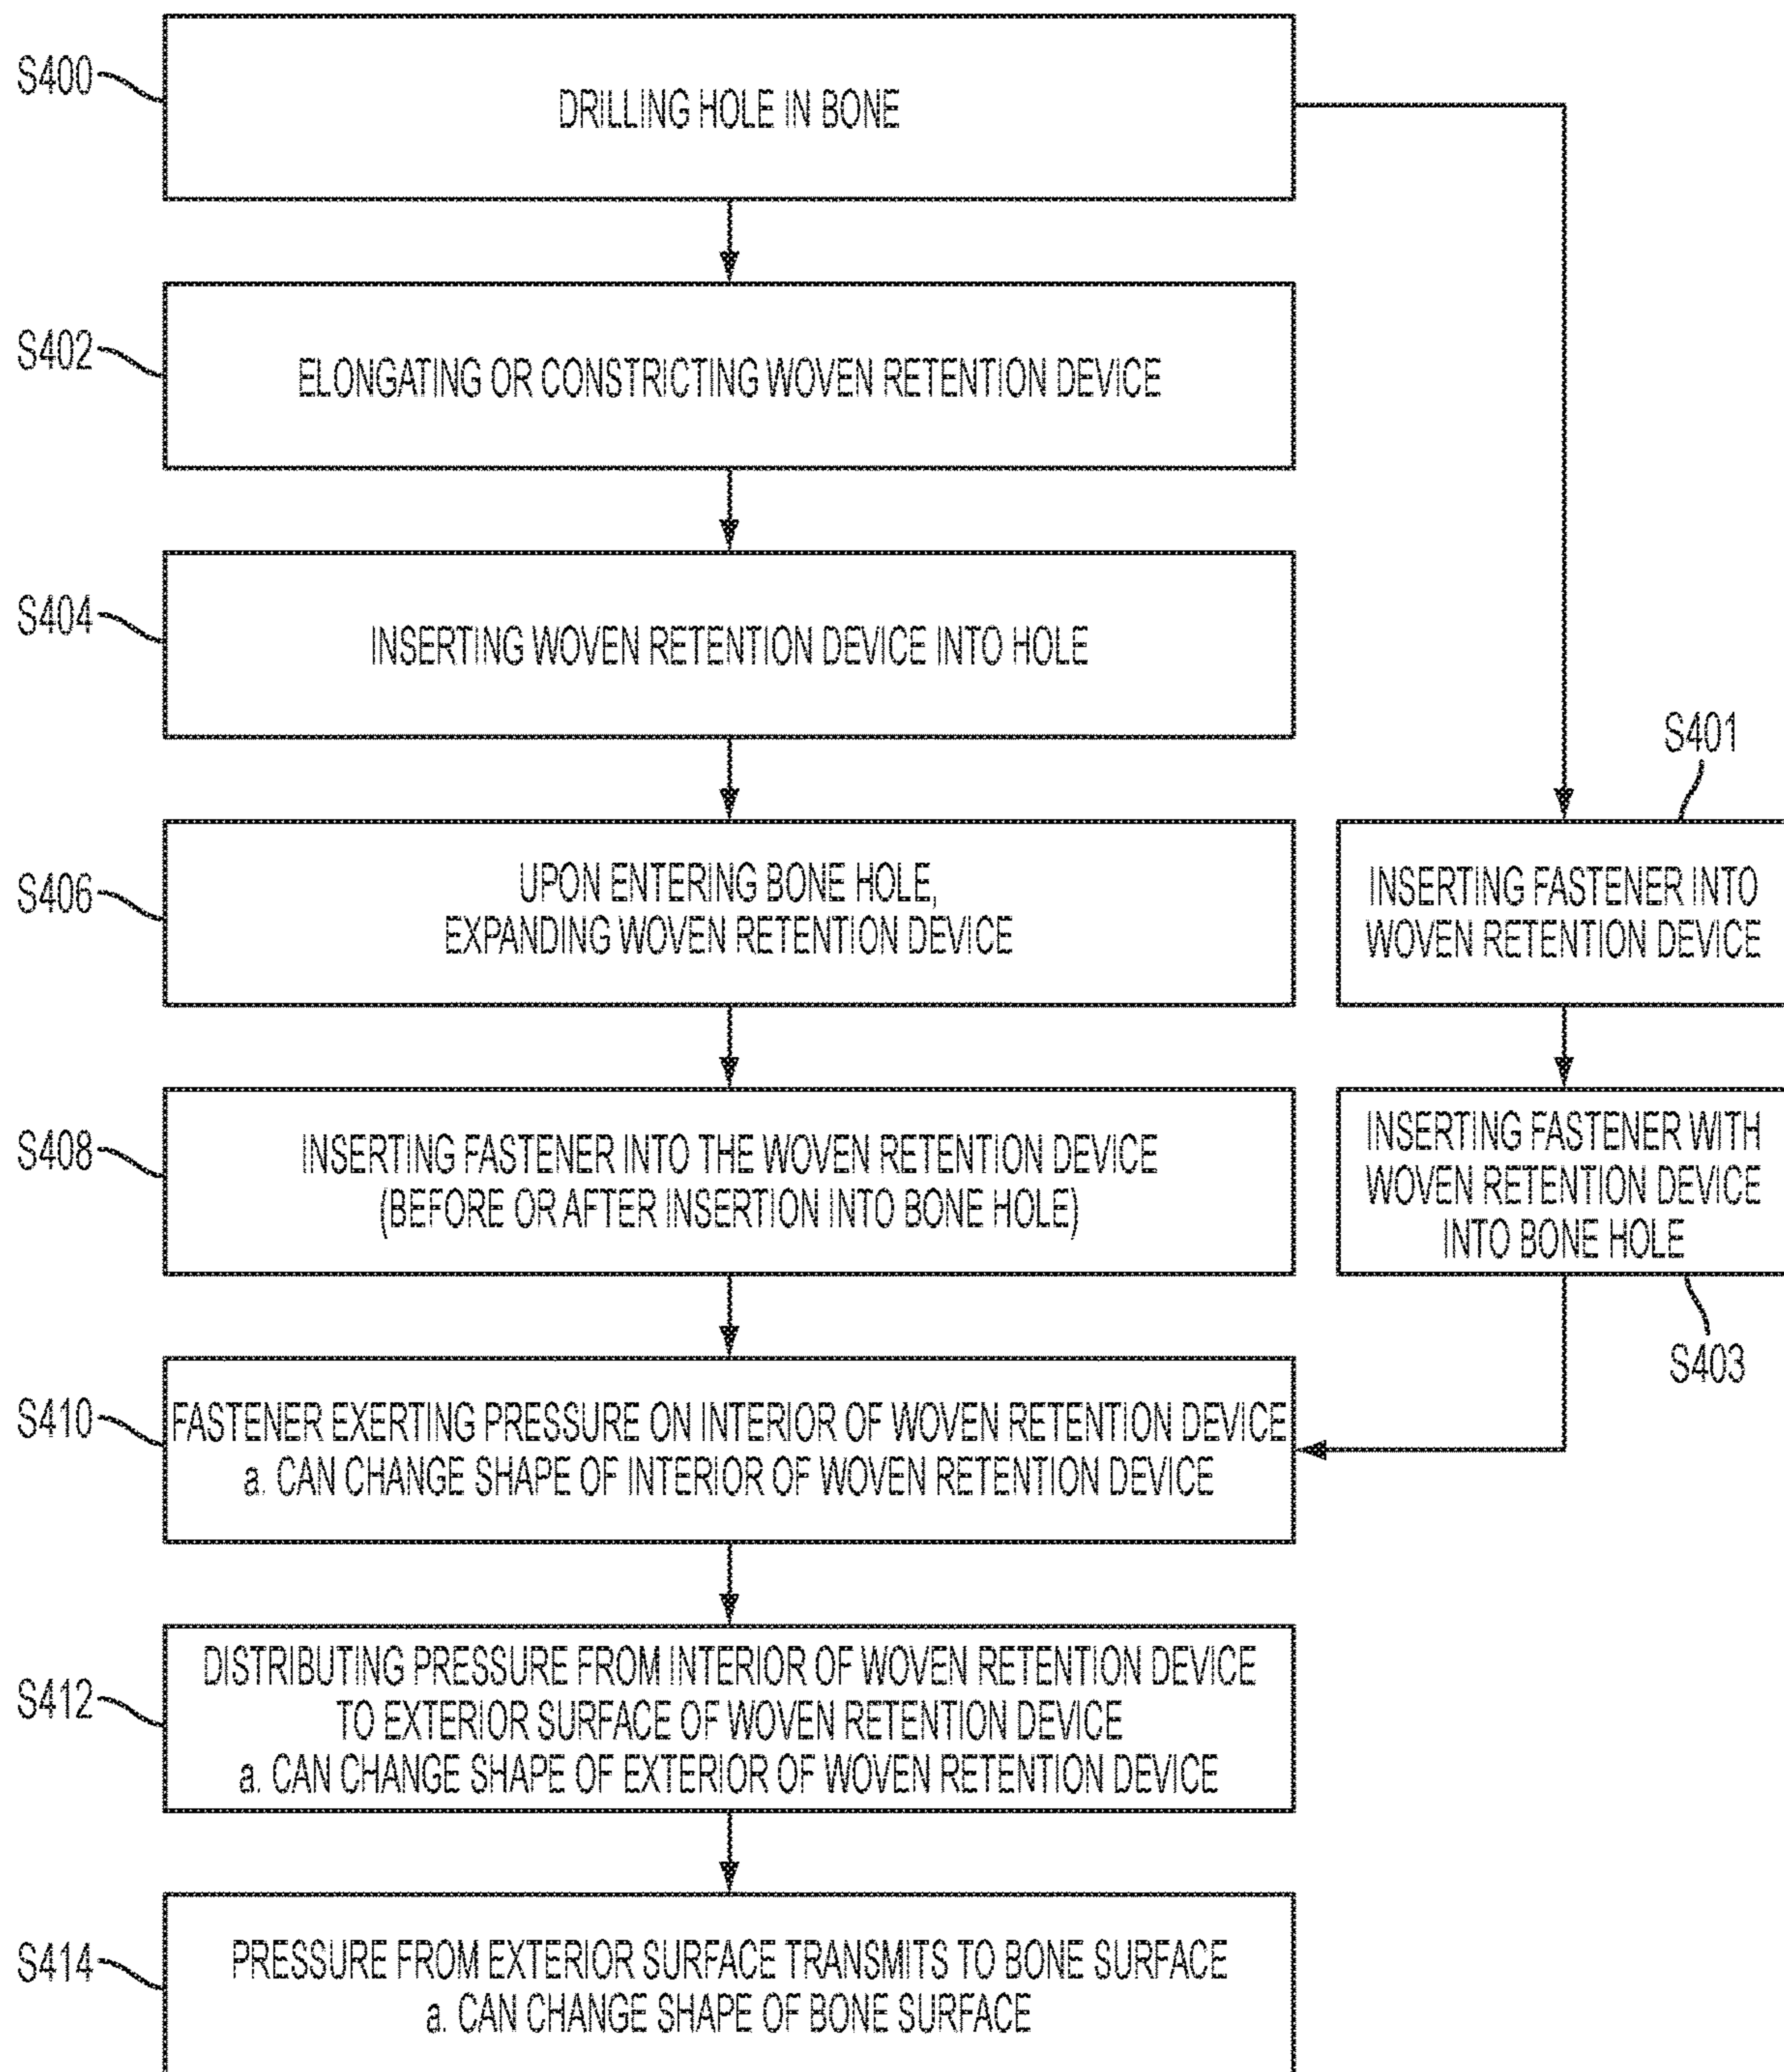 S400
DRILLING HOLE IN BONE
S402
ELONGATING OR CONSTRICTING WOVEN RETENTION DEVICE
S404
INSERTING WOVEN RETENTION DEVICE INTO HOLE
S401
S406
UPON ENTERING BONE HOLE,
EXPANDING WOVEN RETENTION DEVICE
INSERTING FASTENER INTO
WOVEN RETENTION DEVICE
S408
INSERTING FASTENER INTO THE WOVEN RETENTION DEVICE
(BEFORE OR AFTER INSERTION INTO BONE HOLE)
INSERTING FASTENER WITH
WOVEN RETENTION DEVICE
INTO BONE HOLE
S403
S410
FASTENER EXERTING PRESSURE ON INTERIOR OF WOVEN RETENTION DEVICE
a. CAN CHANGE SHAPE OF INTERIOR OF WOVEN RETENTION DEVICE
S412
DISTRIBUTING PRESSURE FROM INTERIOR OF WOVEN RETENTION DEVICE
TO EXTERIOR SURFACE OF WOVEN RETENTION DEVICE
a. CAN CHANGE SHAPE OF EXTERIOR OF WOVEN RETENTION DEVICE
S414
PRESSURE FROM EXTERIOR SURFACE TRANSMITS TO BONE SURFACE
a. CAN CHANGE SHAPE OF BONE SURFACE